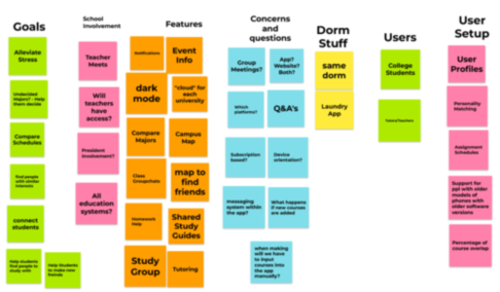 Goals
Alleviate
Stress
Undecided
Majors? - Help
them decide
Compare
Schedules
find people
with similar
interests
connect
students
Help students
find people to
study with
Help Students
to make new
friends
School
Involvement
Teacher
Meets
Will
teachers
have
access?
President
Involvement?
All
education
systems?
Features
Notifications
Event
Info
dark
mode
"cloud" for
each
university
Compare
Majors
Campus
Map
Class
Groupchats
map to
find
friends
Homework
Help
Shared
Study
Guides
Study
Group
Tutoring
Concerns
and
questions
Group
Meetings?
App?
Website?
Both?
platforms?
Q&A's
Subscription
based?
Device
orientation?
messaging
system within
the app?
What happens
if new courses
are added
when making
will we have to
input courses
into the app
manually?
Dorm
Stuff
same
dorm
Laundry
App
Users
College
Students
Tutors/Teachers
User
Setup
User
Profiles
Personality
Matching
Assignment
Schedules
Support for
ppl with older
models of
phones with
older software
versions
Percentage of
course overlap